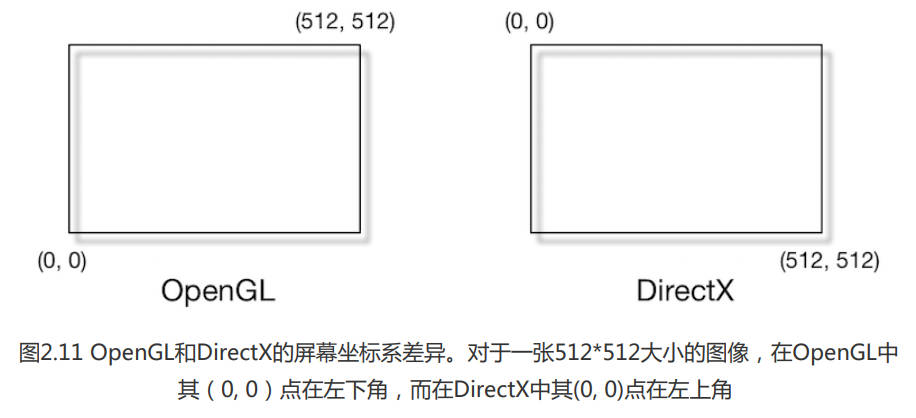 (512, 512)
(0, 0)
OpenGL
(0, 0)
(512, 512)
DirectX
图2.11 OpenGL和DirectX的屏幕坐标系差异。对于一张512*512大小的图像，在OpenGL中
其（0, 0）点在左下角，而在DirectX中其(0, 0)点在左上角